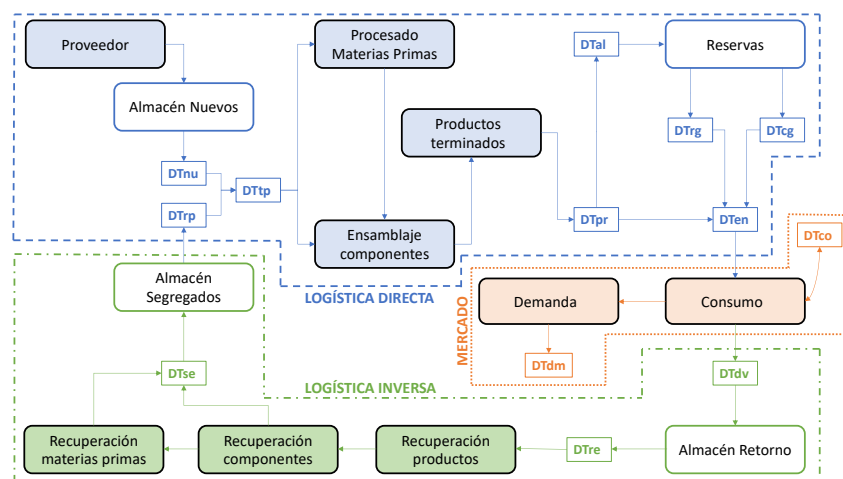 Proveedor
Procesado
Materias Primas
DTal
Reservas
Almacén Nuevos
Productos
terminados
DTrg
DTcg
DTnu
DTtp
DTrp
DTpr
DTen
Ensamblaje
componentes
DTco
Almacén
Segregados
LOGÍSTICA DIRECTA
MERCADO
Demanda
Consumo
DTdm
DTse
LOGÍSTICA INVERSA
DTdv
Recuperación
materias primas
Recuperación
componentes
Recuperación
productos
DTre
Almacén Retorno